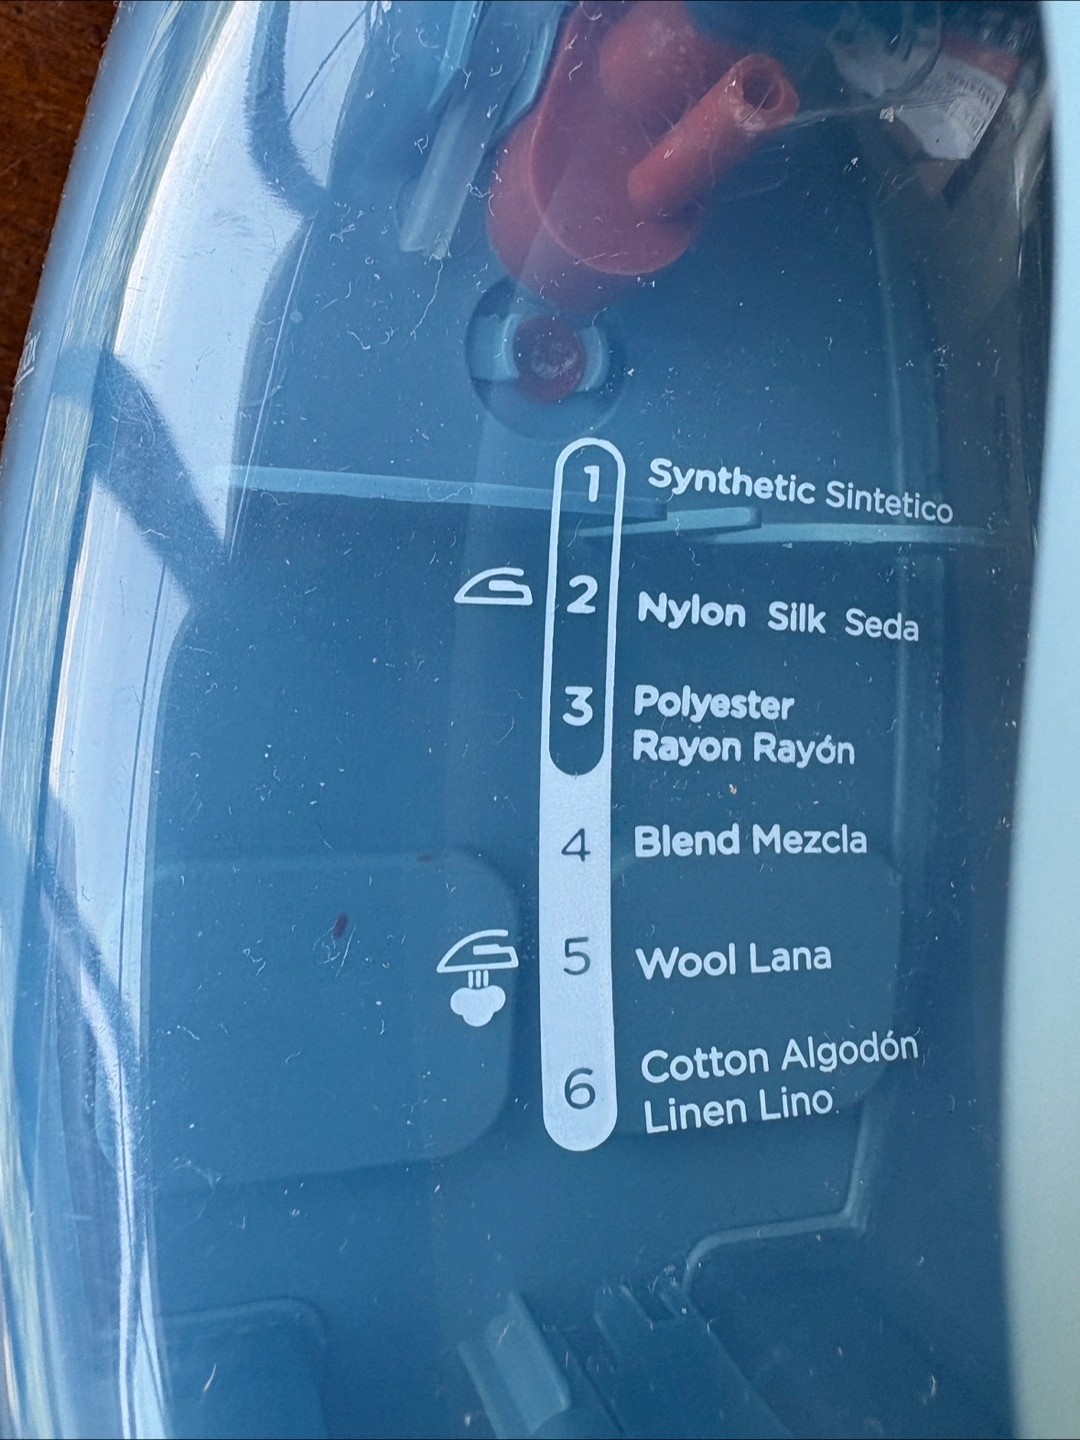 1 Synthetic Sintetico
2 Nylon Silk Seda
3 Polyester
Rayon Rayón
4 Blend Mezcla
5 Wool Lana
6 Cotton Algodón
Linen Lino